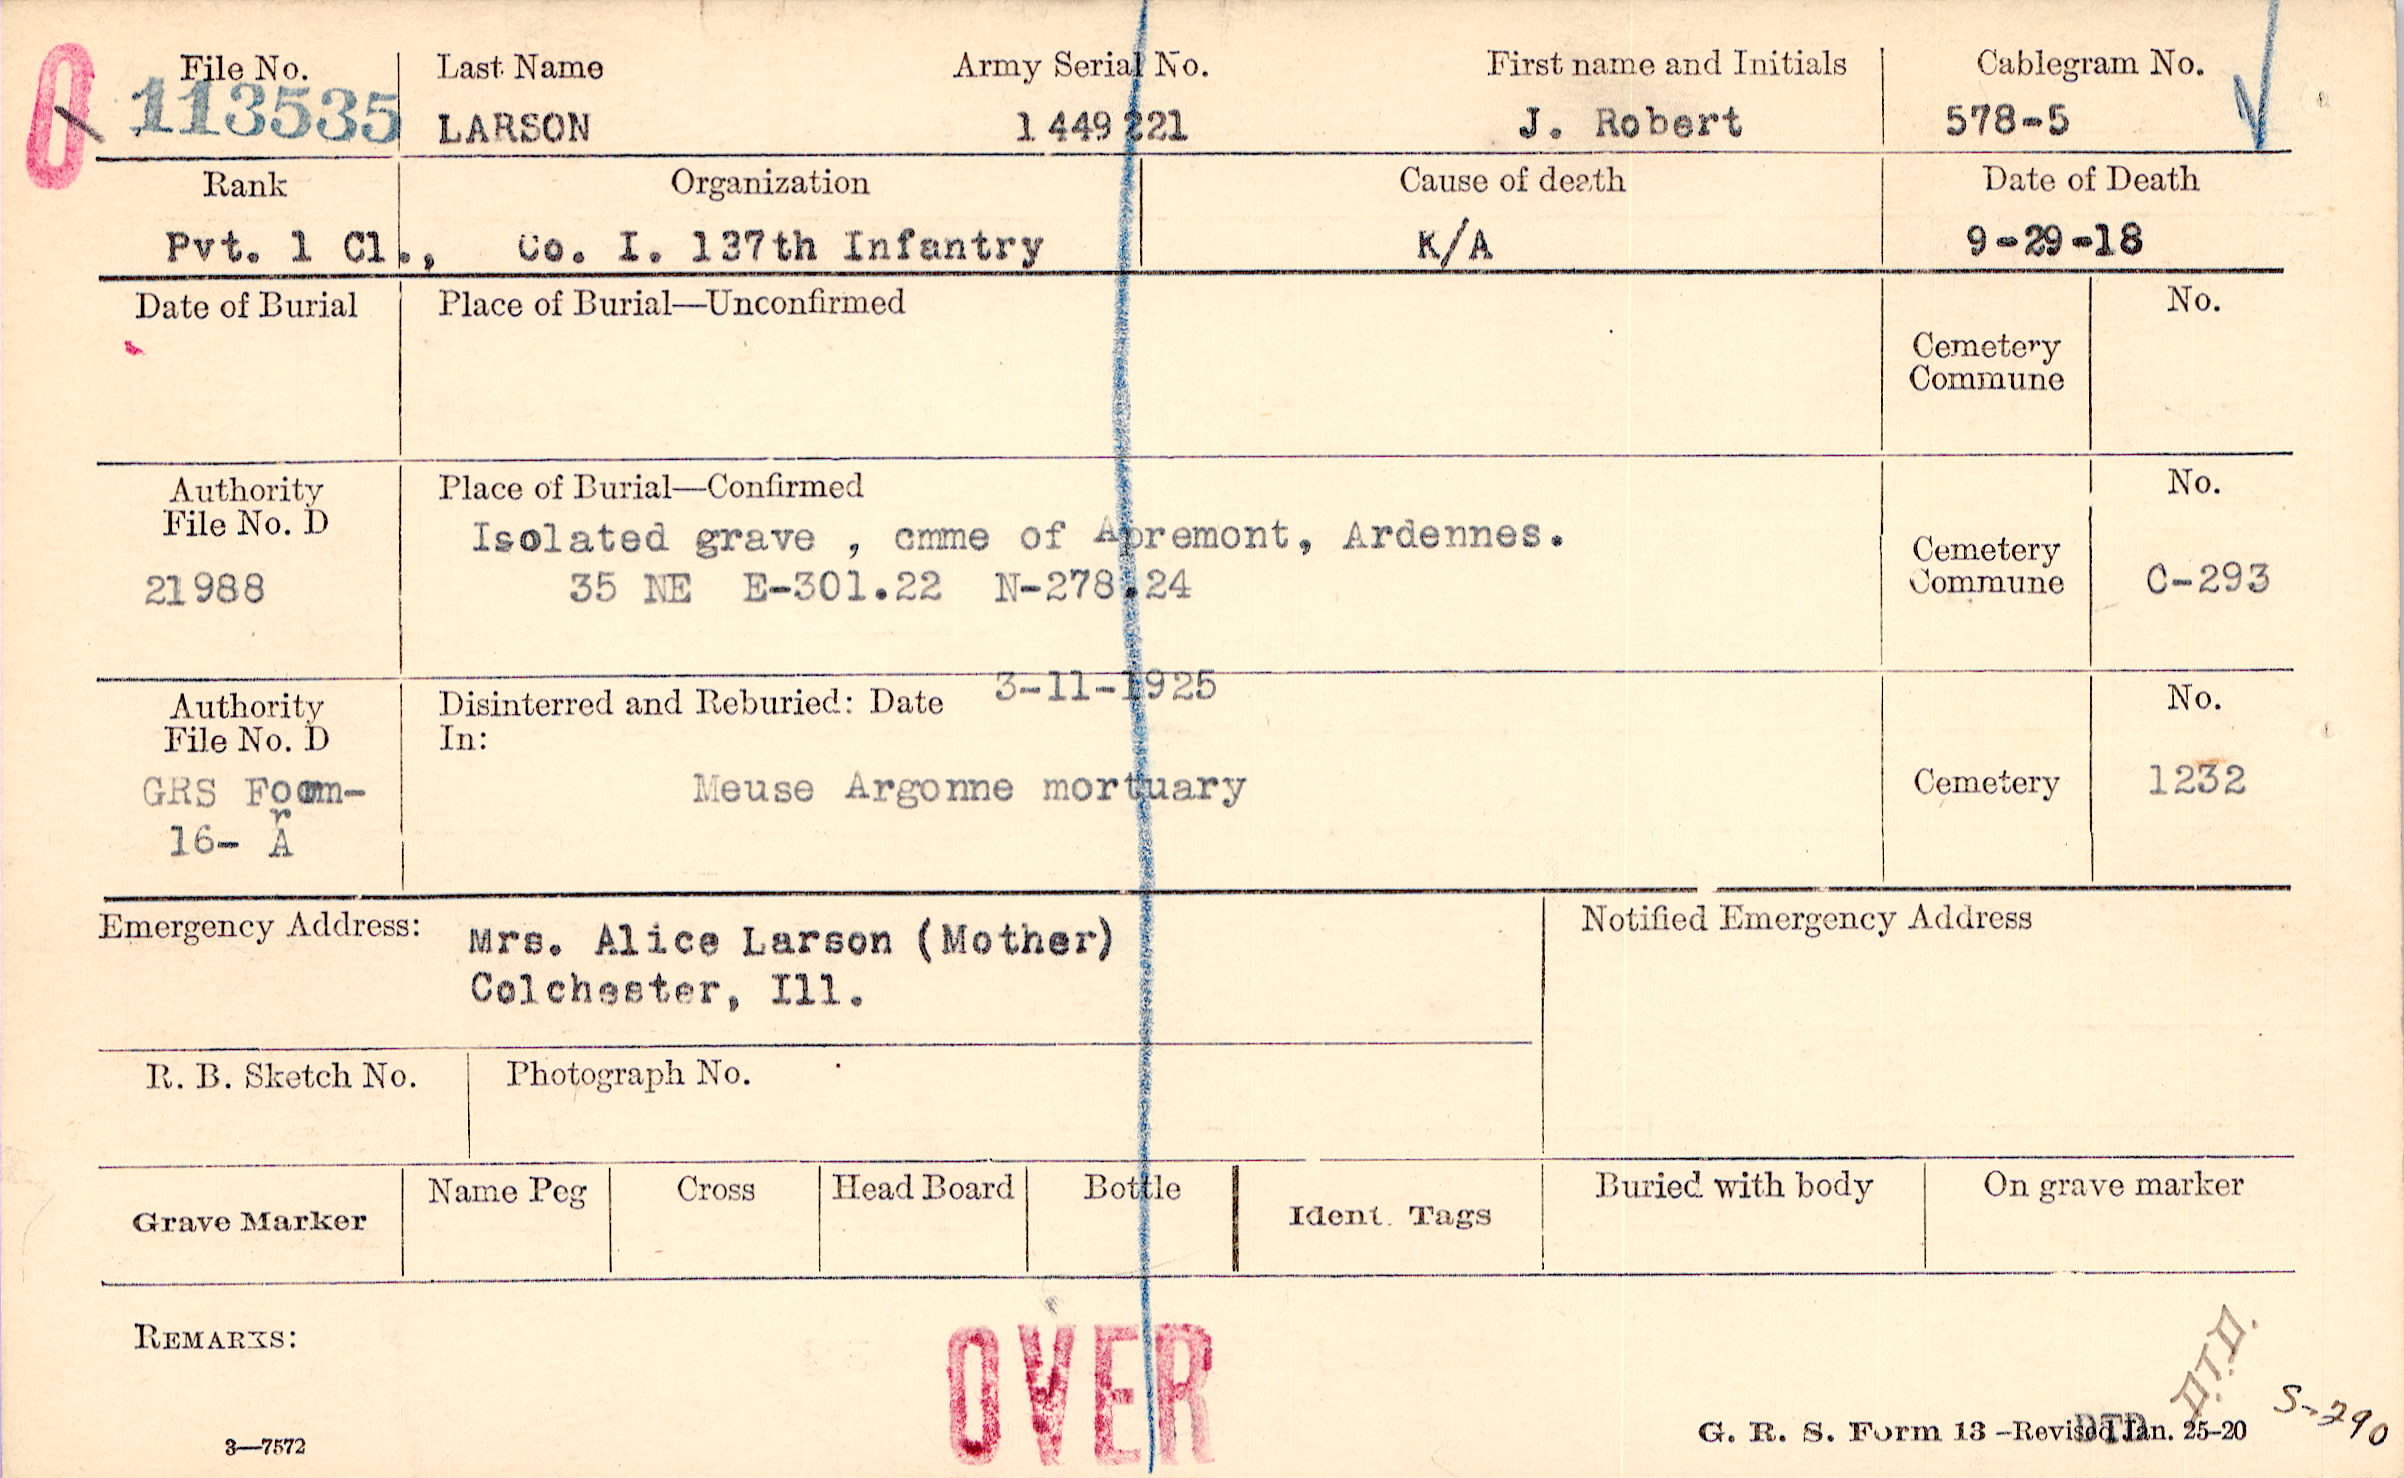 O
File No.
113535
Last Name
LARSON
Army Serial No.
1 449 221
First name and Initials
J. Robert
Cablegram No.
578-5
Rank
Pvt. 1 Cl.,
Organization
Co. I. 137th Infantry
Cause of death
K/A
Date of Death
9-29-18
Date of Burial
Place of Burial—Unconfirmed
Cemetery
Commune
No.
Authority
File No. D
21988
Place of Burial—Confirmed
Isolated grave , cmme of Apremont, Ardennes.
35 NE E-301.22 N-278.24
Cemetery
Commune
No.
C-293
Authority
File No. D
GRS Foom-
r
16- A
Disinterred and Reburied: Date 3-11-1925
In:
Meuse Argonne mortuary
Cemetery
No.
1232
Emergency Address:
Mrs. Alice Larson (Mother)
Colchester, Ill.
Notified Emergency Address
R. B. Sketch No.
Photograph No.
Grave Marker
Name Peg
Cross
Head Board
Bottle
Ident. Tags
Buried with body
On grave marker
REMARKS:
OVER
D.T.D.
S-290
3—7572
G. R. S. Form 13 –Revised Jan. 25–20
DTD